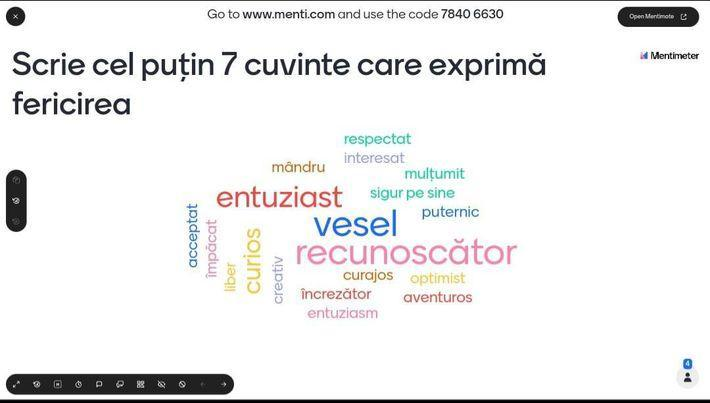 Go to www.menti.com and use the code 7840 6630
Open Mentimote
Scrie cel puțin 7 cuvinte care exprimă
fericirea
Mentimeter
respectat
interesat
mândru
mulțumit
entuziast
sigur pe sine
vesel
puternic
acceptat
împăcat
liber
curios
creativ
recunoscător
curajos
optimist
încrezător
aventuros
entuziasm
4